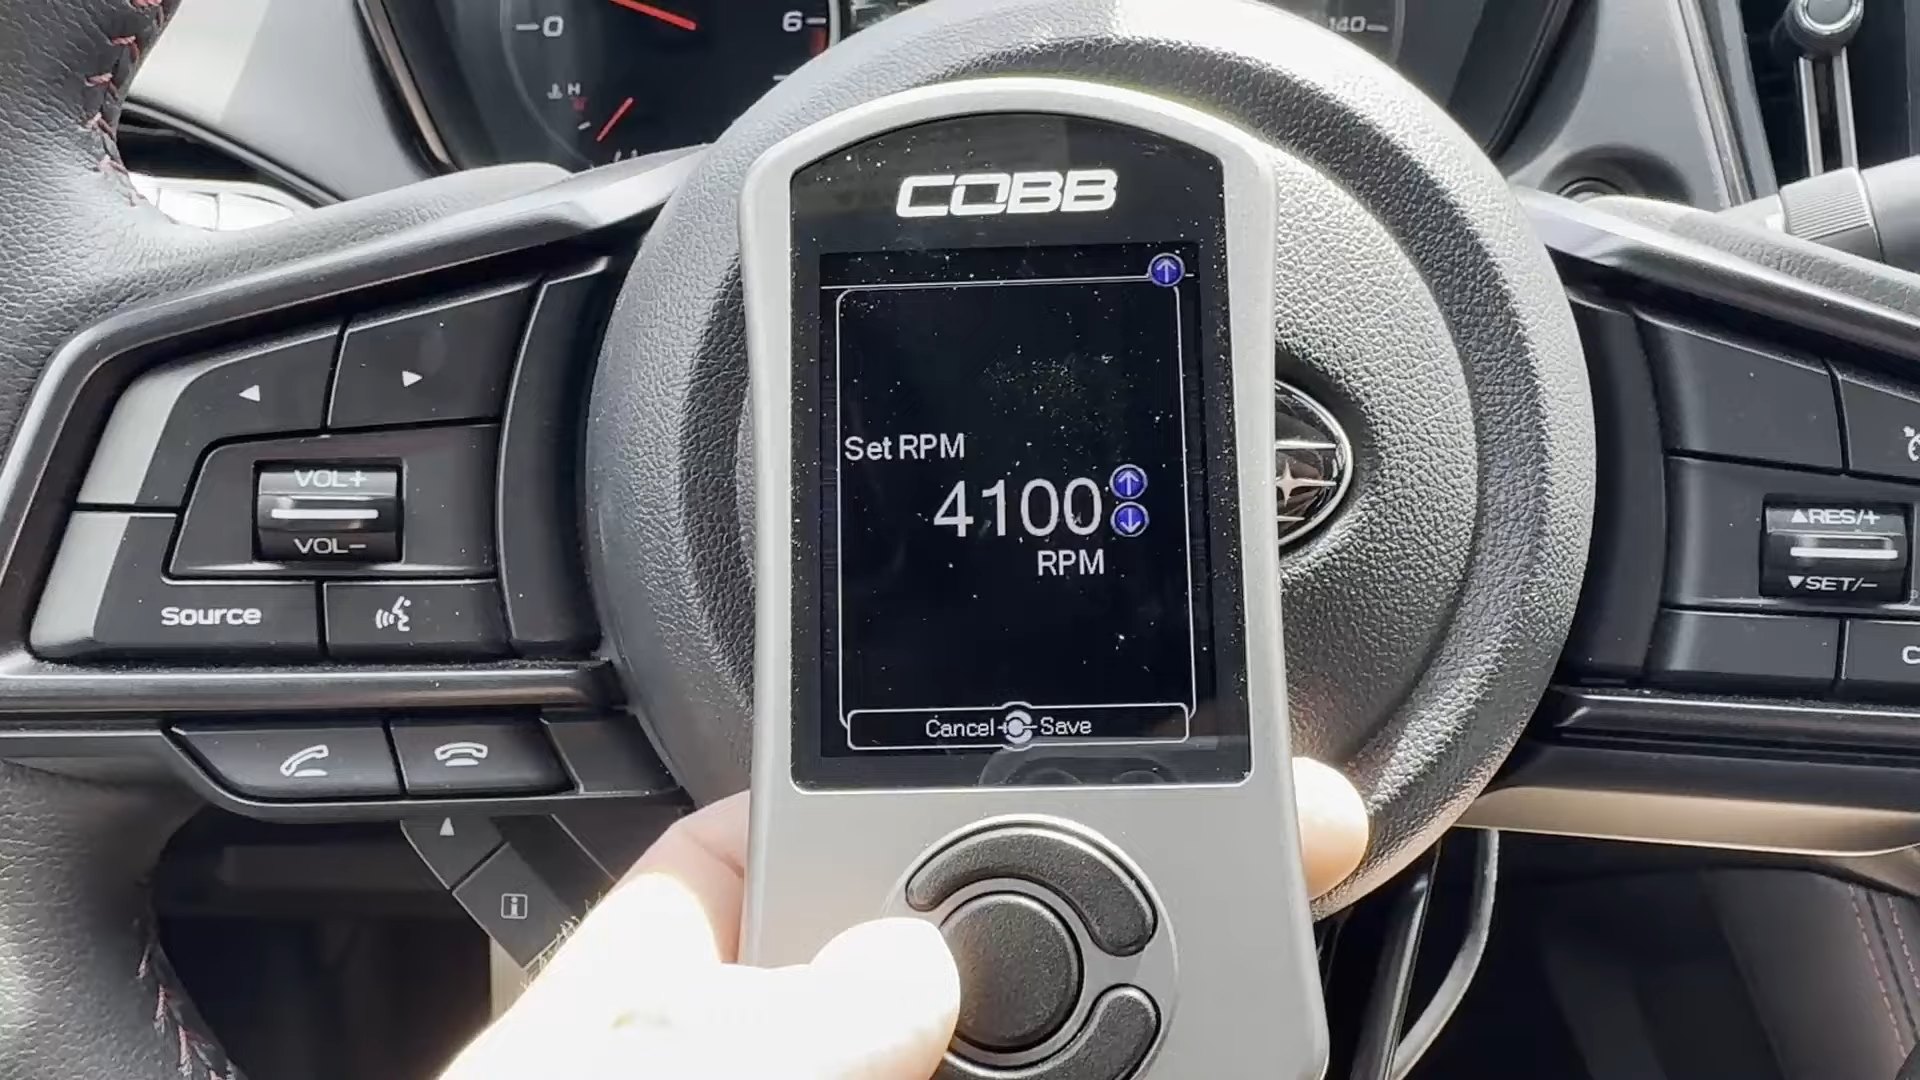 0
6
140
H
COBB
Set RPM
4100
RPM
Cancel Save
VOL+
VOL-
Source
RES/+
SET/-
C
i